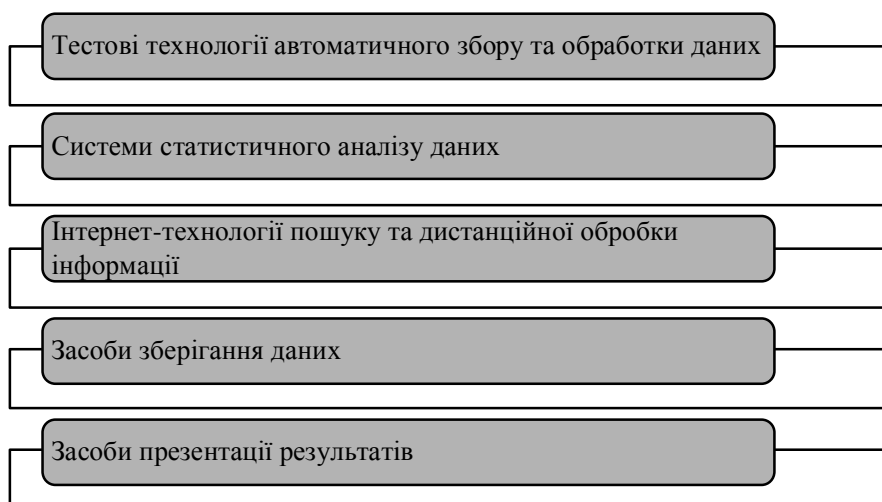 Тестові технології автоматичного збору та обработки даних
Системи статистичного аналізу даних
Інтернет-технології пошуку та дистанційної обробки
інформації
Засоби зберігання даних
Засоби презентації результатів